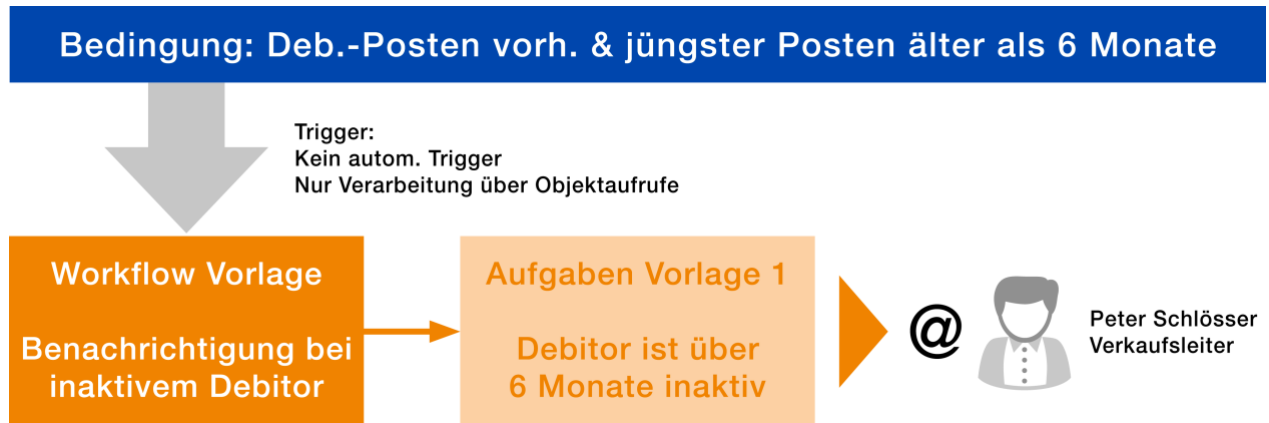 Bedingung: Deb.-Posten vorh. & jüngster Posten älter als 6 Monate
Trigger:
Kein autom. Trigger
Nur Verarbeitung über Objektaufrufe
Workflow Vorlage
Benachrichtigung bei
inaktivem Debitor
Aufgaben Vorlage 1
Debitor ist über
6 Monate inaktiv
@
Peter Schlösser
Verkaufsleiter